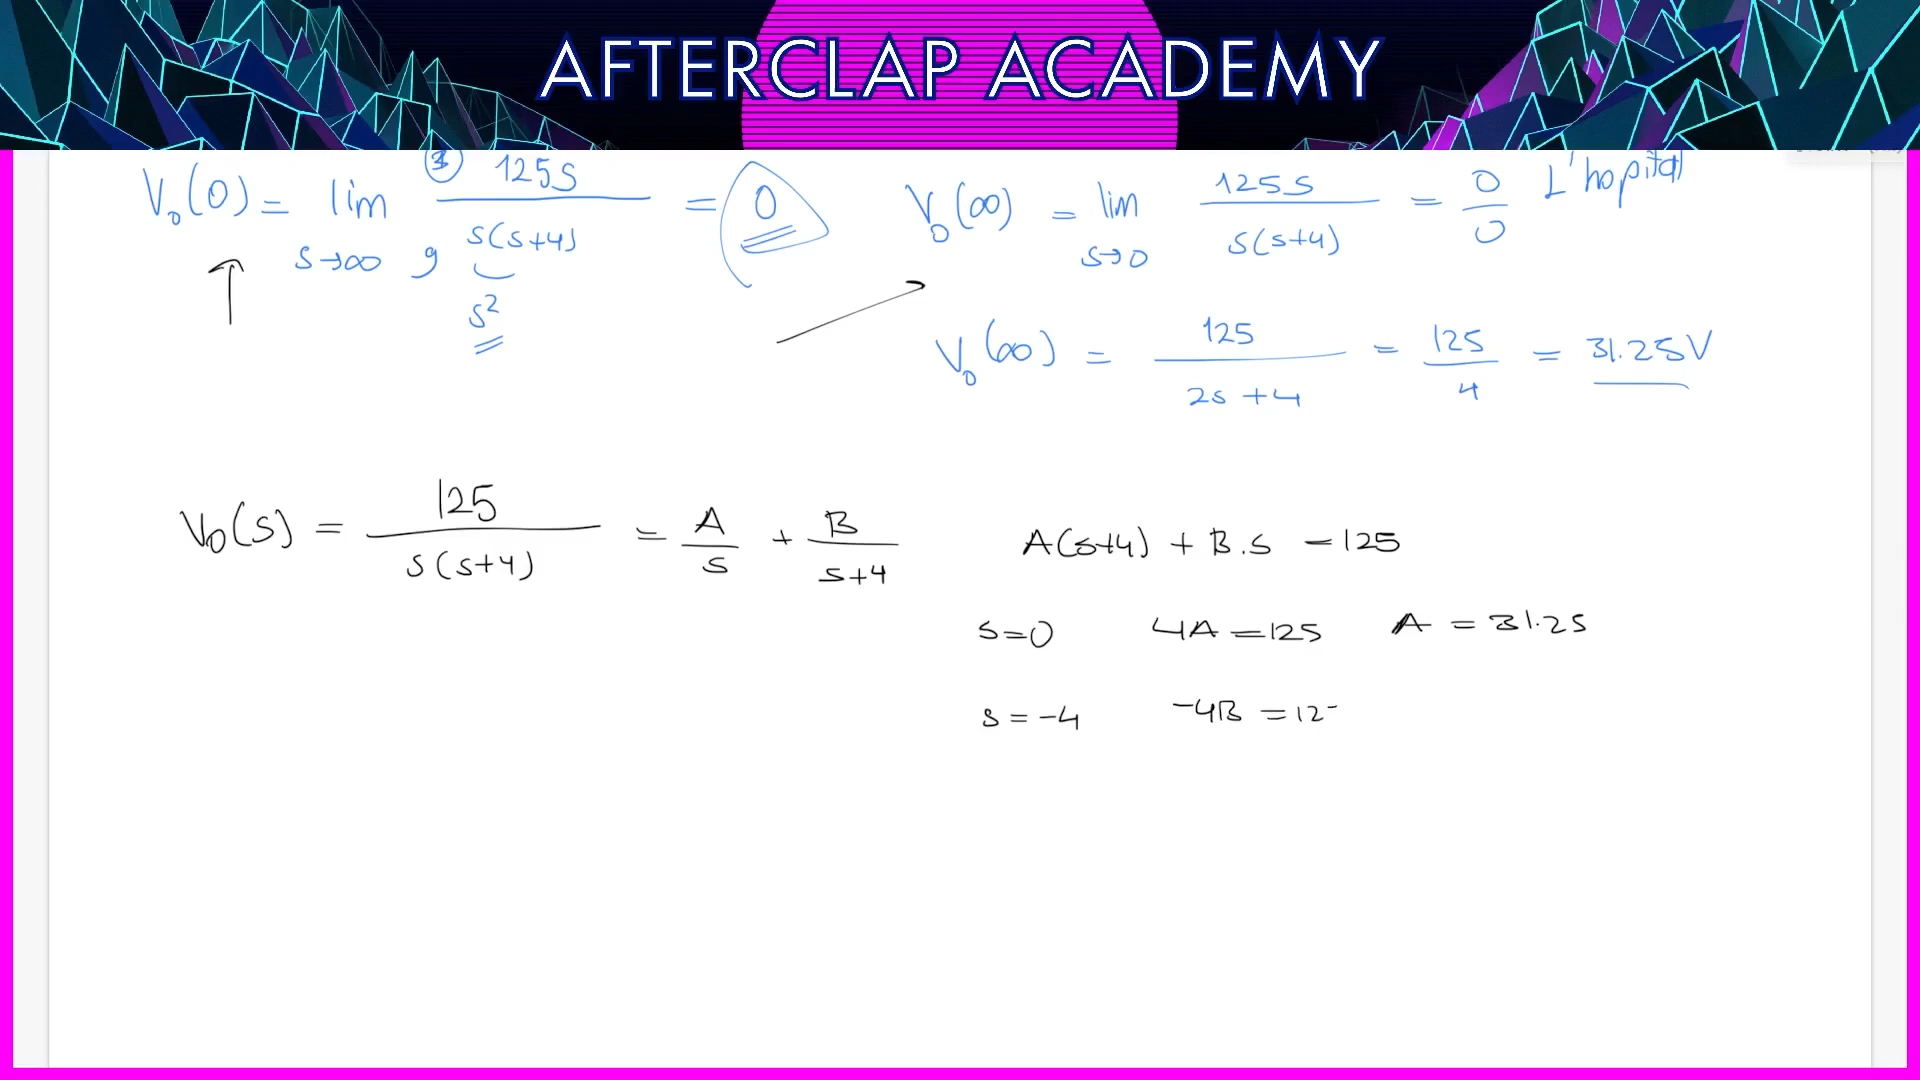 AFTERCLAP ACADEMY
V₀(0) = lim s→∞ 125s / s(s+4) = 0
s²
V₀(∞) = lim s→0 125s / s(s+4) = 0/0 L'hopital
V₀(∞) = 125 / 2s+4 = 125/4 = 31.25V
V₀(s) = 125 / s(s+4) = A/s + B/s+4
A(s+4) + B.s = 125
s=0 4A=125 A = 31.25
s = -4 -4B = 12